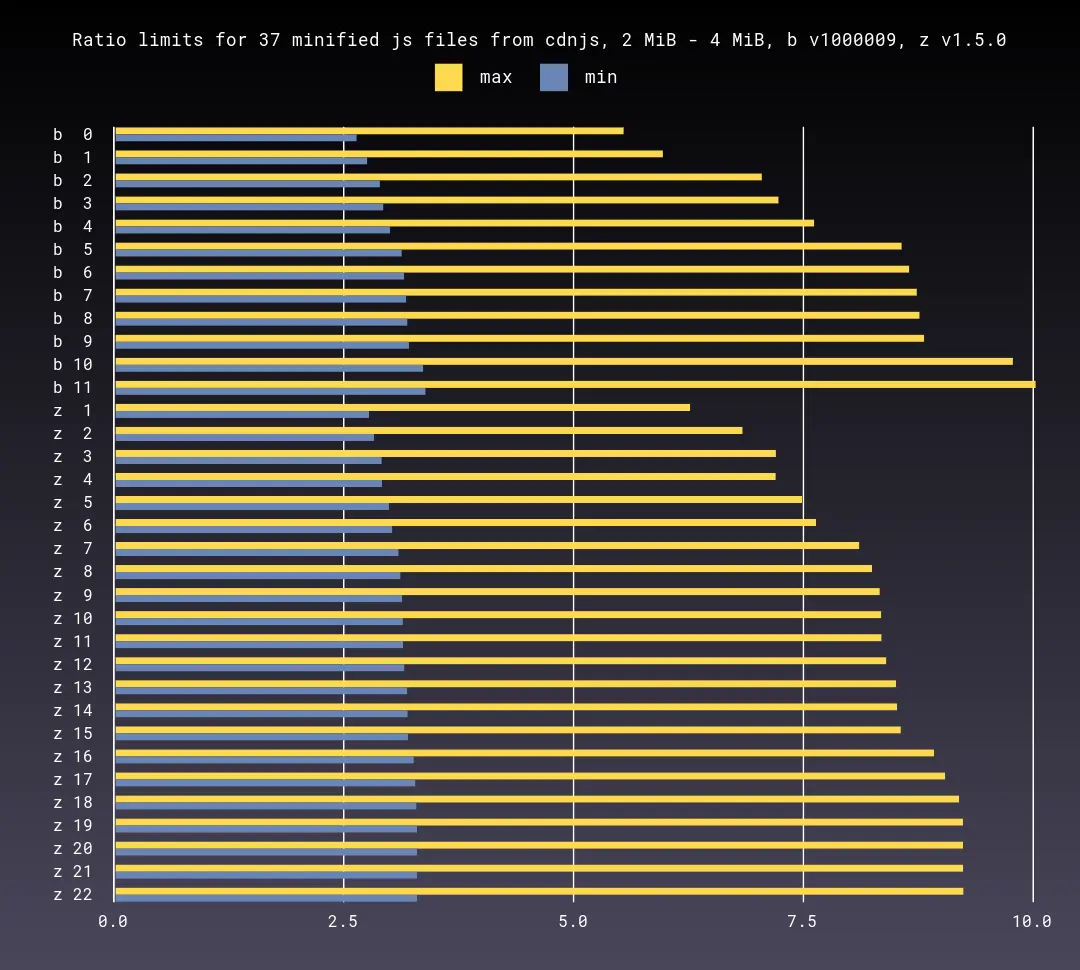 Ratio limits for 37 minified js files from cdnjs, 2 MiB - 4 MiB, b v1000009, z v1.5.0
max min
b 0
b 1
b 2
b 3
b 4
b 5
b 6
b 7
b 8
b 9
b 10
b 11
z 1
z 2
z 3
z 4
z 5
z 6
z 7
z 8
z 9
z 10
z 11
z 12
z 13
z 14
z 15
z 16
z 17
z 18
z 19
z 20
z 21
z 22
0.0 2.5 5.0 7.5 10.0